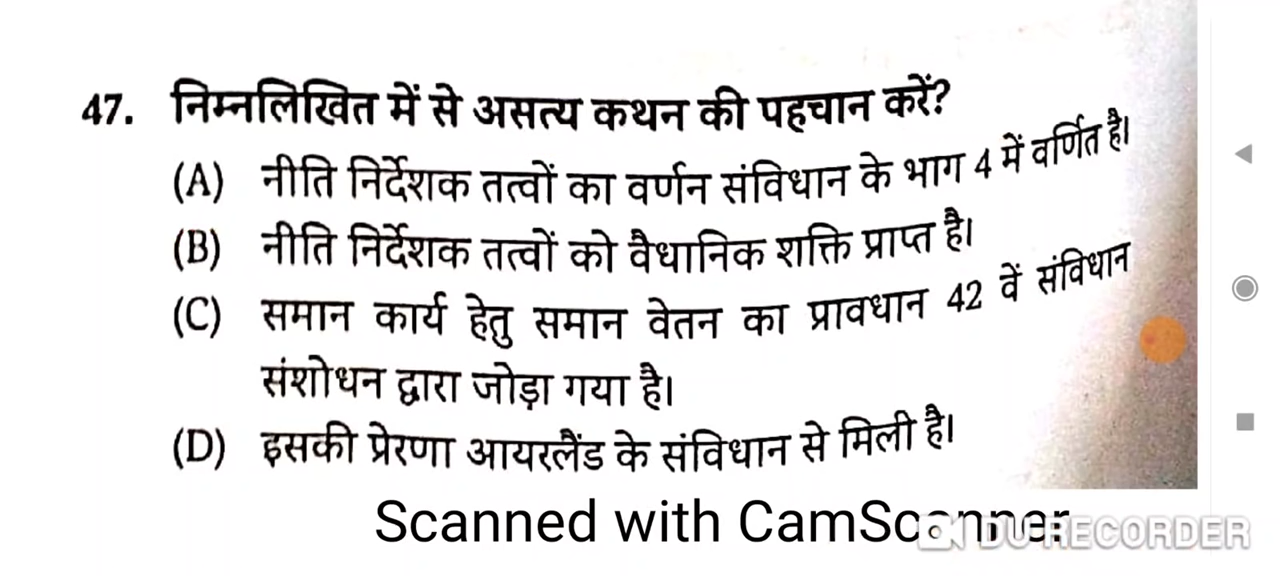 47. निम्नलिखित में से असत्य कथन की पहचान करें?
(A) नीति निर्देशक तत्वों का वर्णन संविधान के भाग 4 में वर्णित है।
(B) नीति निर्देशक तत्वों को वैधानिक शक्ति प्राप्त है।
(C) समान कार्य हेतु समान वेतन का प्रावधान 42 वें संविधान
संशोधन द्वारा जोड़ा गया है।
(D) इसकी प्रेरणा आयरलैंड के संविधान से मिली है।
Scanned with CamScanner
DU RECORDER